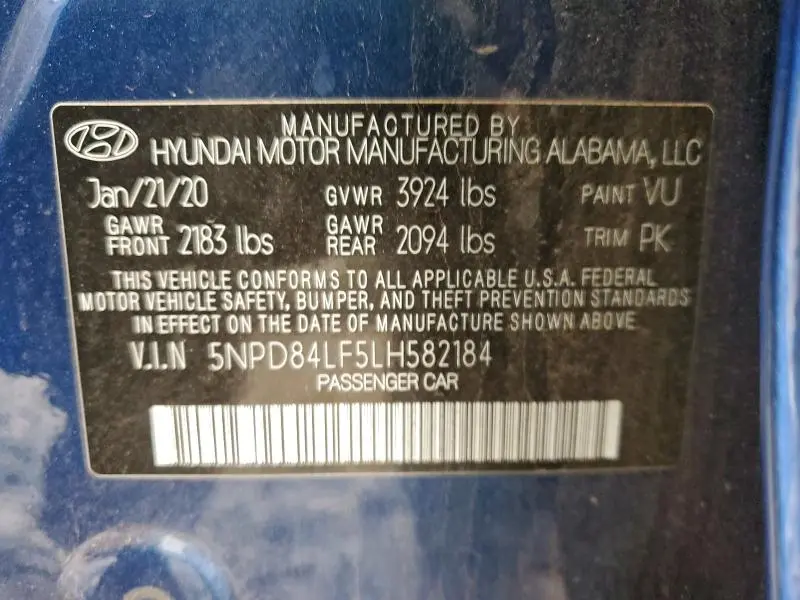 MANUFACTURED BY
HYUNDAI MOTOR MANUFACTURING ALABAMA, LLC
Jan/21/20 GVWR 3924 lbs PAINT VU
GAWR FRONT 2183 lbs GAWR REAR 2094 lbs TRIM PK
THIS VEHICLE CONFORMS TO ALL APPLICABLE U.S.A. FEDERAL
MOTOR VEHICLE SAFETY, BUMPER, AND THEFT PREVENTION STANDARDS
IN EFFECT ON THE DATE OF MANUFACTURE SHOWN ABOVE
V.I.N 5NPD84LF5LH582184
PASSENGER CAR